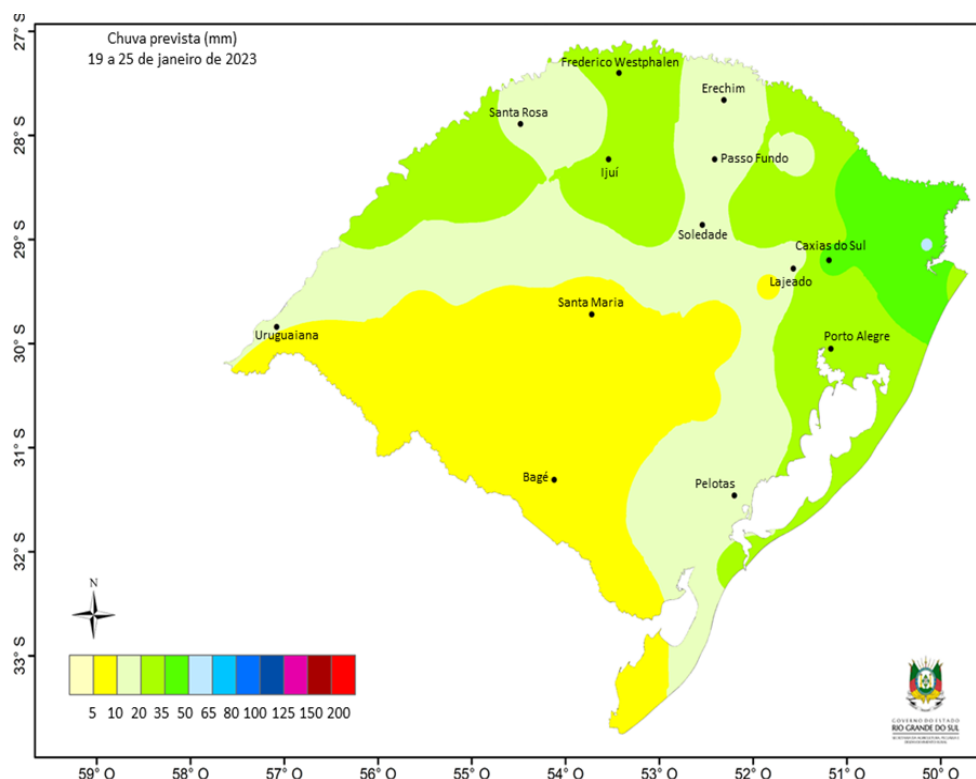 Chuva prevista (mm)
19 a 25 de janeiro de 2023
27° S
28° S
29° S
30° S
31° S
32° S
33° S
Frederico Westphalen
Erechim
Santa Rosa
Passo Fundo
Ijuí
Soledade
Caxias do Sul
Lajeado
Santa Maria
Uruguaiana
Porto Alegre
Bagé
Pelotas
N
5 10 20 35 50 65 80 100 125 150 200
GOVERNO DO ESTADO
RIO GRANDE DO SUL
59° O 58° O 57° O 56° O 55° O 54° O 53° O 52° O 51° O 50° O